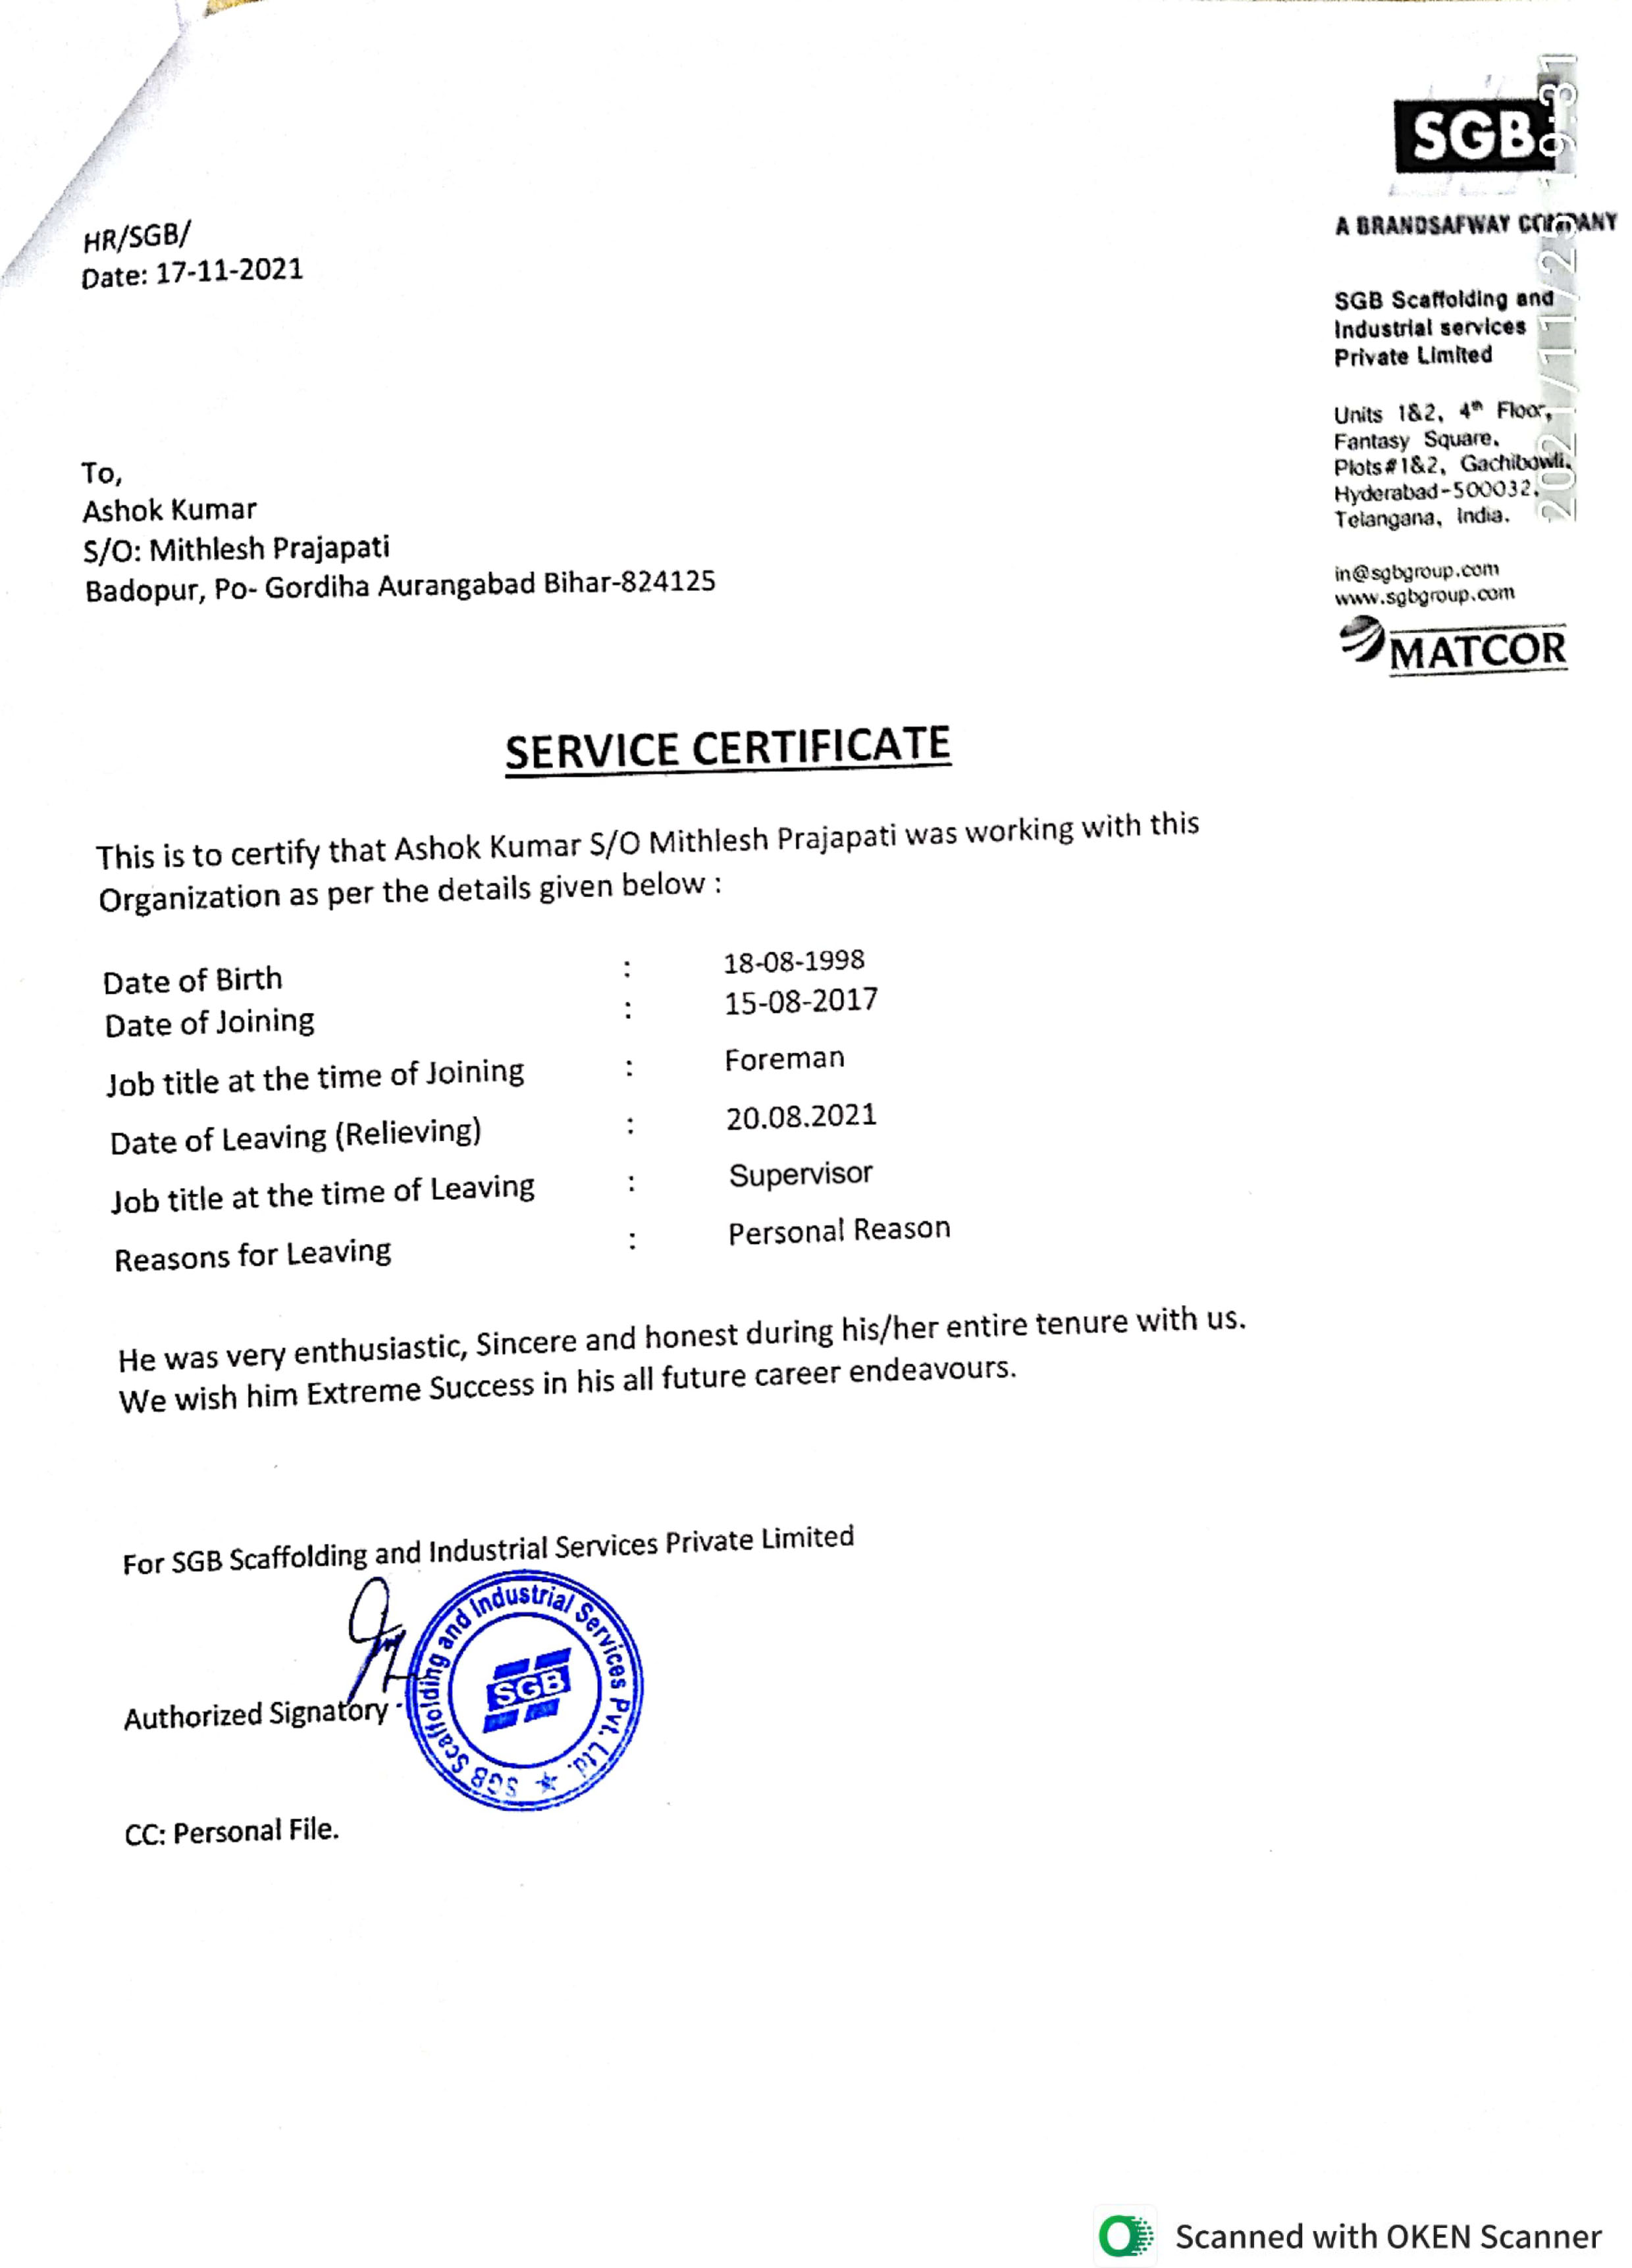 SGB
A BRANDSAFWAY COMPANY
HR/SGB/
Date: 17-11-2021
SGB Scaffolding and
Industrial services
Private Limited
Units 1&2, 4th Floor,
Fantasy Square,
Plots#1&2, Gachibowli,
Hyderabad-500032,
Telangana, India.
in@sgbgroup.com
www.sgbgroup.com
MATCOR
2021/11/25 19:31
To,
Ashok Kumar
S/O: Mithlesh Prajapati
Badopur, Po- Gordiha Aurangabad Bihar-824125
SERVICE CERTIFICATE
This is to certify that Ashok Kumar S/O Mithlesh Prajapati was working with this
Organization as per the details given below :
Date of Birth : 18-08-1998
Date of Joining : 15-08-2017
Job title at the time of Joining : Foreman
Date of Leaving (Relieving) : 20.08.2021
Job title at the time of Leaving : Supervisor
Reasons for Leaving : Personal Reason
He was very enthusiastic, Sincere and honest during his/her entire tenure with us.
We wish him Extreme Success in his all future career endeavours.
For SGB Scaffolding and Industrial Services Private Limited
SGB Scaffolding and Industrial Services Pvt. Ltd.
SGB
Authorized Signatory
CC: Personal File.
Scanned with OKEN Scanner